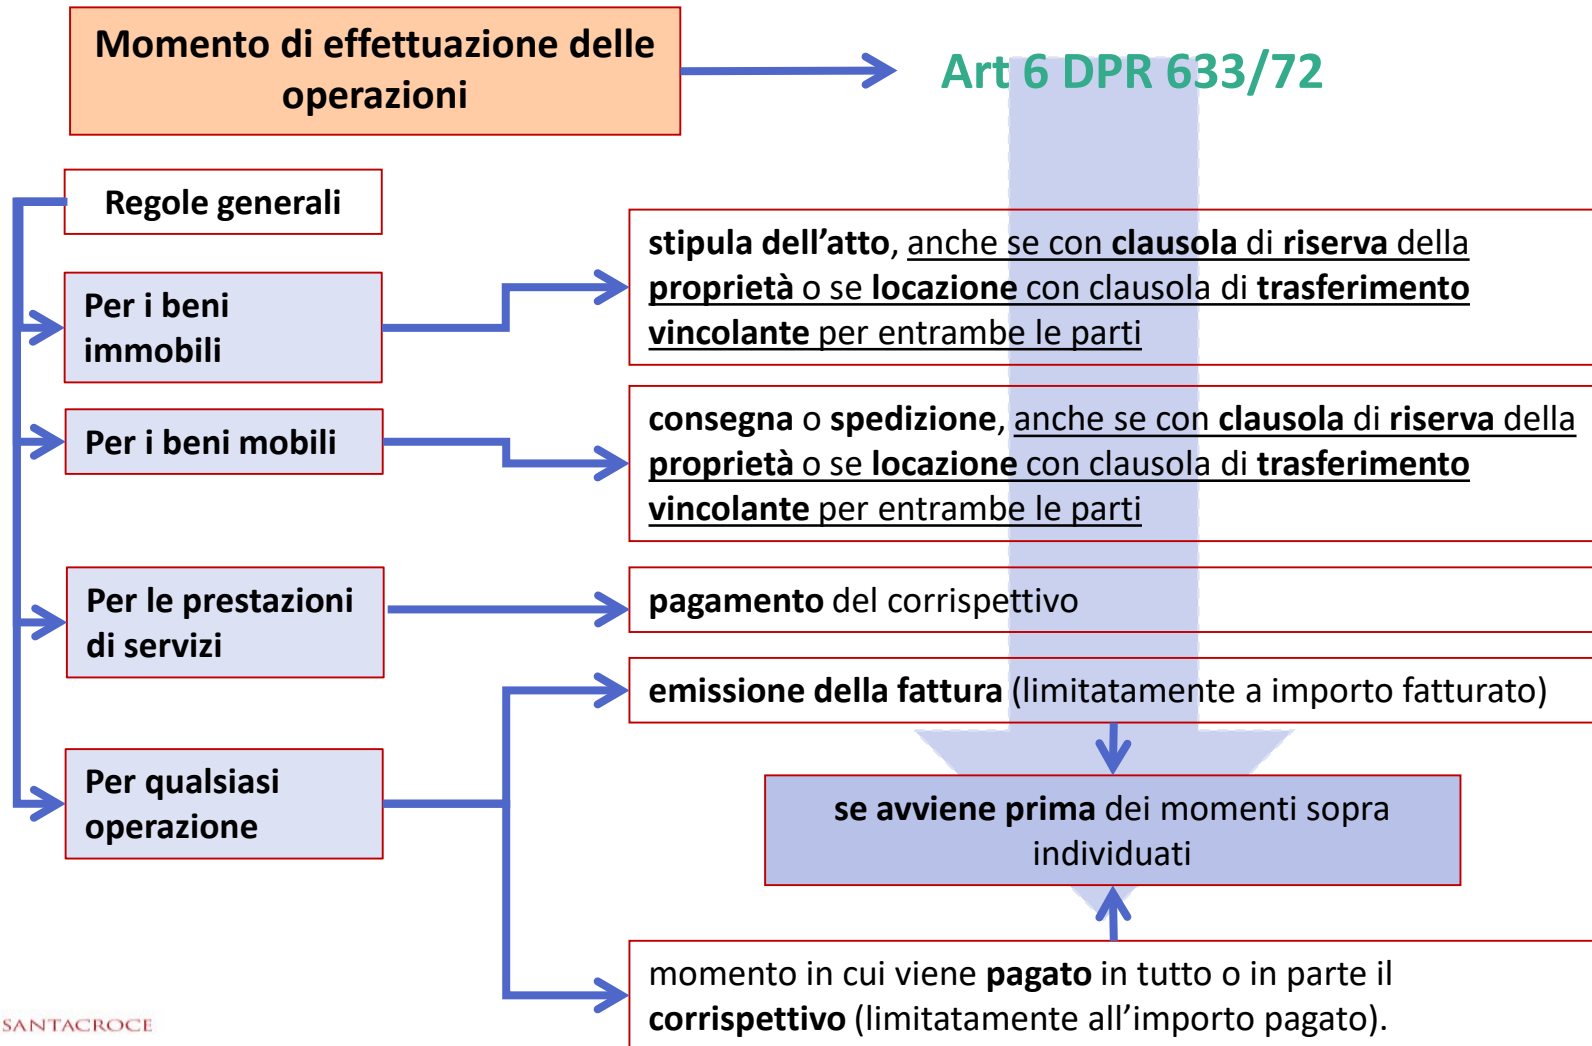 Momento di effettuazione delle
operazioni
Art 6 DPR 633/72
Regole generali
Per i beni
immobili
stipula dell’atto, anche se con clausola di riserva della
proprietà o se locazione con clausola di trasferimento
vincolante per entrambe le parti
Per i beni mobili
consegna o spedizione, anche se con clausola di riserva della
proprietà o se locazione con clausola di trasferimento
vincolante per entrambe le parti
Per le prestazioni
di servizi
pagamento del corrispettivo
Per qualsiasi
operazione
emissione della fattura (limitatamente a importo fatturato)
se avviene prima dei momenti sopra
individuati
momento in cui viene pagato in tutto o in parte il
corrispettivo (limitatamente all’importo pagato).
SANTACROCE